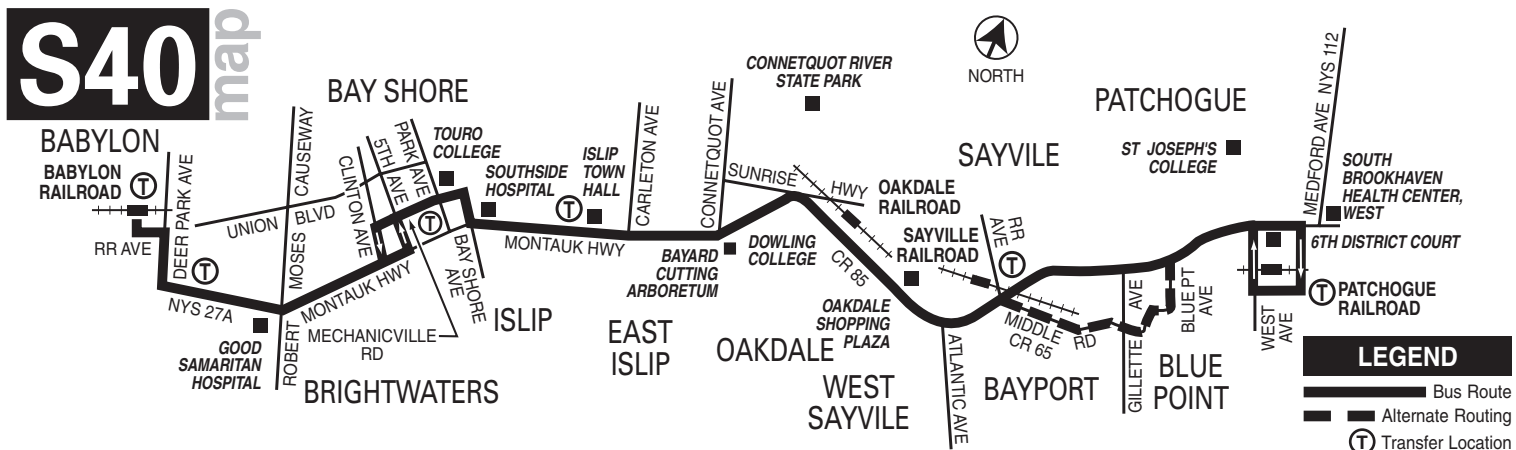 S40
map
BABYLON
BABYLON
RAILROAD
T
RR AVE
DEER PARK AVE
T
NYS 27A
GOOD
SAMARITAN
HOSPITAL
UNION BLVD
ROBERT MOSES CAUSEWAY
BAY SHORE
CLINTON AVE
5TH AVE
PARK AVE
TOURO
COLLEGE
T
MONTAUK HWY
MECHANICVILLE
RD
BRIGHTWATERS
BAY SHORE
AVE
SOUTHSIDE
HOSPITAL
ISLIP
T
ISLIP
TOWN
HALL
MONTAUK HWY
CARLETON AVE
EAST
ISLIP
CONNETQUOT AVE
BAYARD
CUTTING
ARBORETUM
DOWLING
COLLEGE
SUNRISE HWY
CONNETQUOT RIVER
STATE PARK
OAKDALE
RAILROAD
OAKDALE
CR 85
OAKDALE
SHOPPING
PLAZA
SAYVILLE
RAILROAD
WEST
SAYVILE
NORTH
SAYVILE
RR
AVE
T
ATLANTIC AVE
MIDDLE RD
CR 65
BAYPORT
GILLETTE AVE
BLUE PT
AVE
BLUE
POINT
PATCHOGUE
ST JOSEPH'S
COLLEGE
MEDFORD AVE NYS 112
SOUTH
BROOKHAVEN
HEALTH CENTER,
WEST
6TH DISTRICT COURT
T
PATCHOGUE
RAILROAD
WEST
AVE
LEGEND
Bus Route
Alternate Routing
T Transfer Location